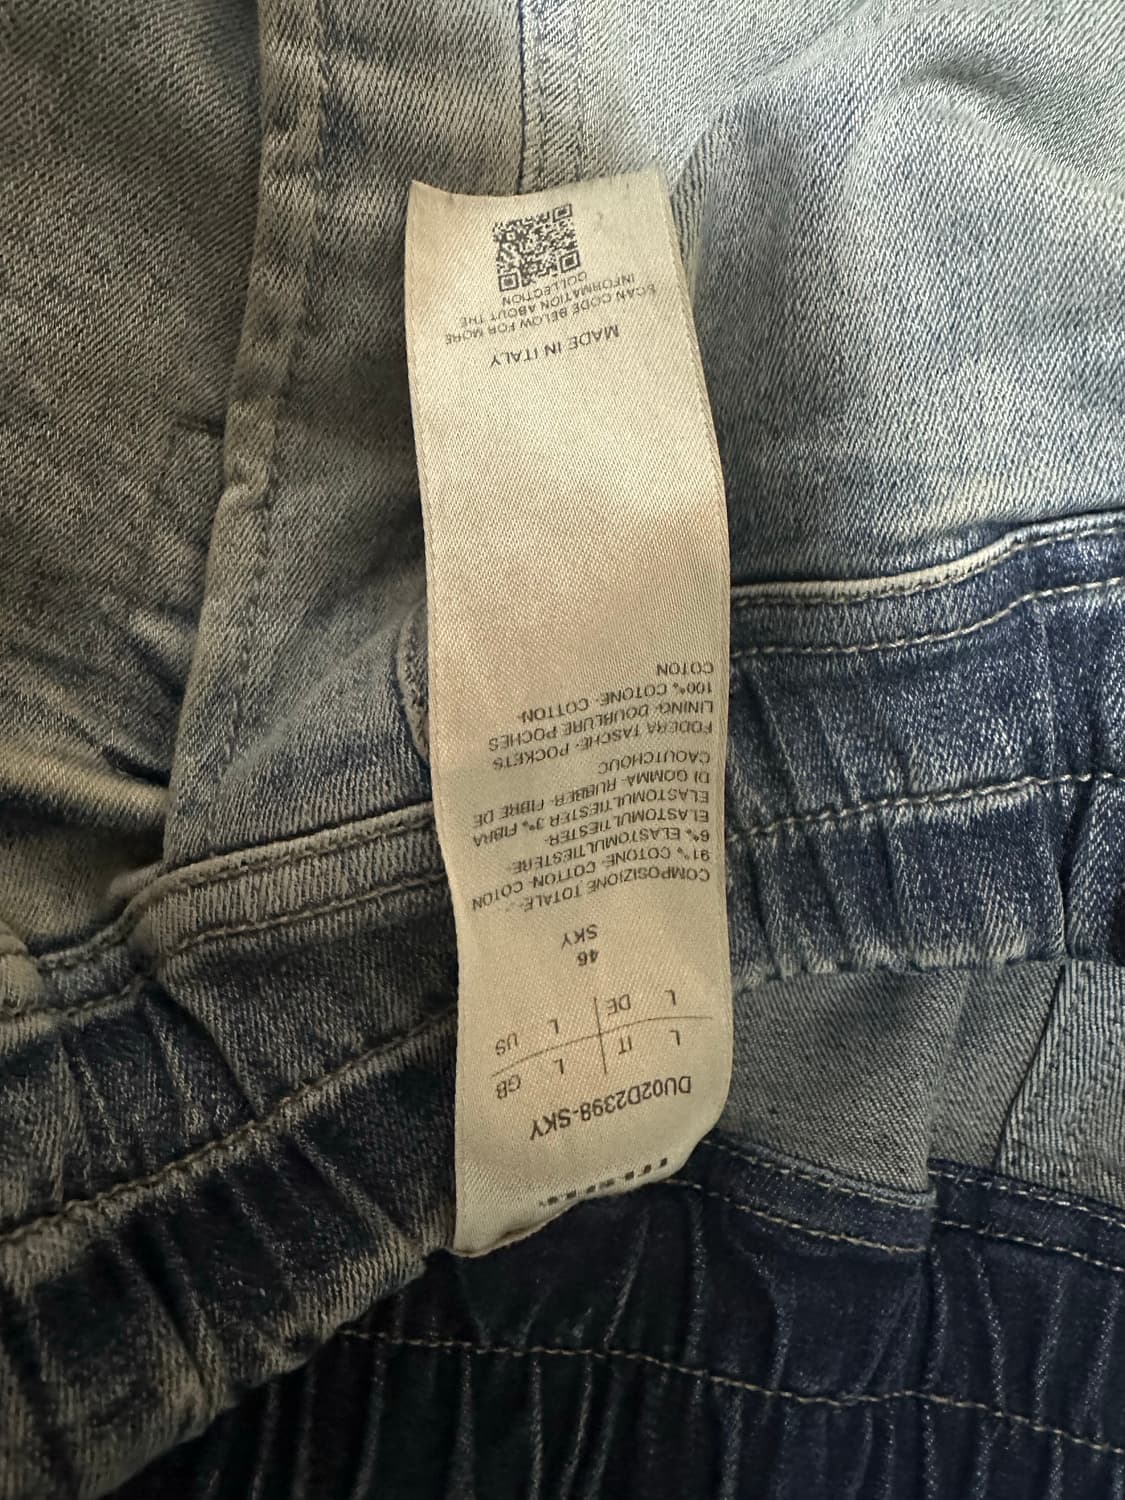 DU02D2398-SKY
IT L GB L
DE L US L
46
SKY
COMPOSIZIONE TOTALE-
91% COTONE- COTTON- COTON
6% ELASTOMULTIESTERE-
ELASTOMULTIESTER-
ELASTOMULTIESTER 3% FIBRA
DI GOMMA- RUBBER- FIBRE DE
CAOUTCHOUC
FODERA TASCHE- POCKETS
LINING- DOUBLURE POCHES
100% COTONE- COTTON-
COTON
MADE IN ITALY
SCAN CODE BELOW FOR MORE
INFORMATION ABOUT THE
COLLECTION